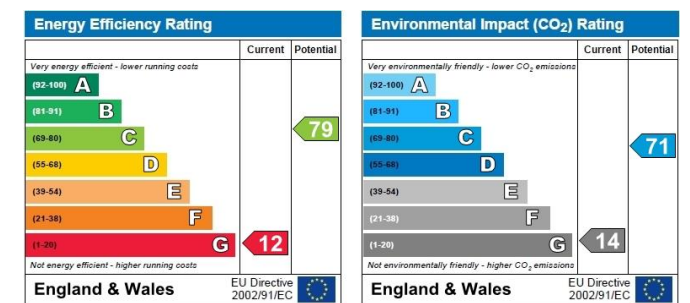 Energy Efficiency Rating
Current Potential
Very energy efficient - lower running costs
(92-100) A
(81-91) B
(69-80) C
79
(55-68) D
(39-54) E
(21-38) F
(1-20) G
12
Not energy efficient - higher running costs
England & Wales
EU Directive
2002/91/EC
Environmental Impact (CO₂) Rating
Current Potential
Very environmentally friendly - lower CO₂ emissions
(92-100) A
(81-91) B
(69-80) C
71
(55-68) D
(39-54) E
(21-38) F
(1-20) G
14
Not environmentally friendly - higher CO₂ emissions
England & Wales
EU Directive
2002/91/EC